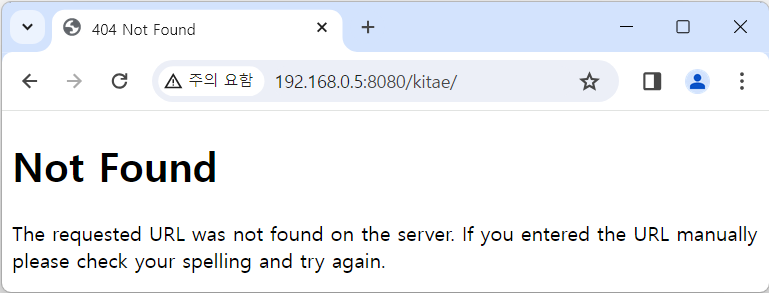 404 Not Found
주의 요함 192.168.0.5:8080/kitae/
Not Found
The requested URL was not found on the server. If you entered the URL manually
please check your spelling and try again.